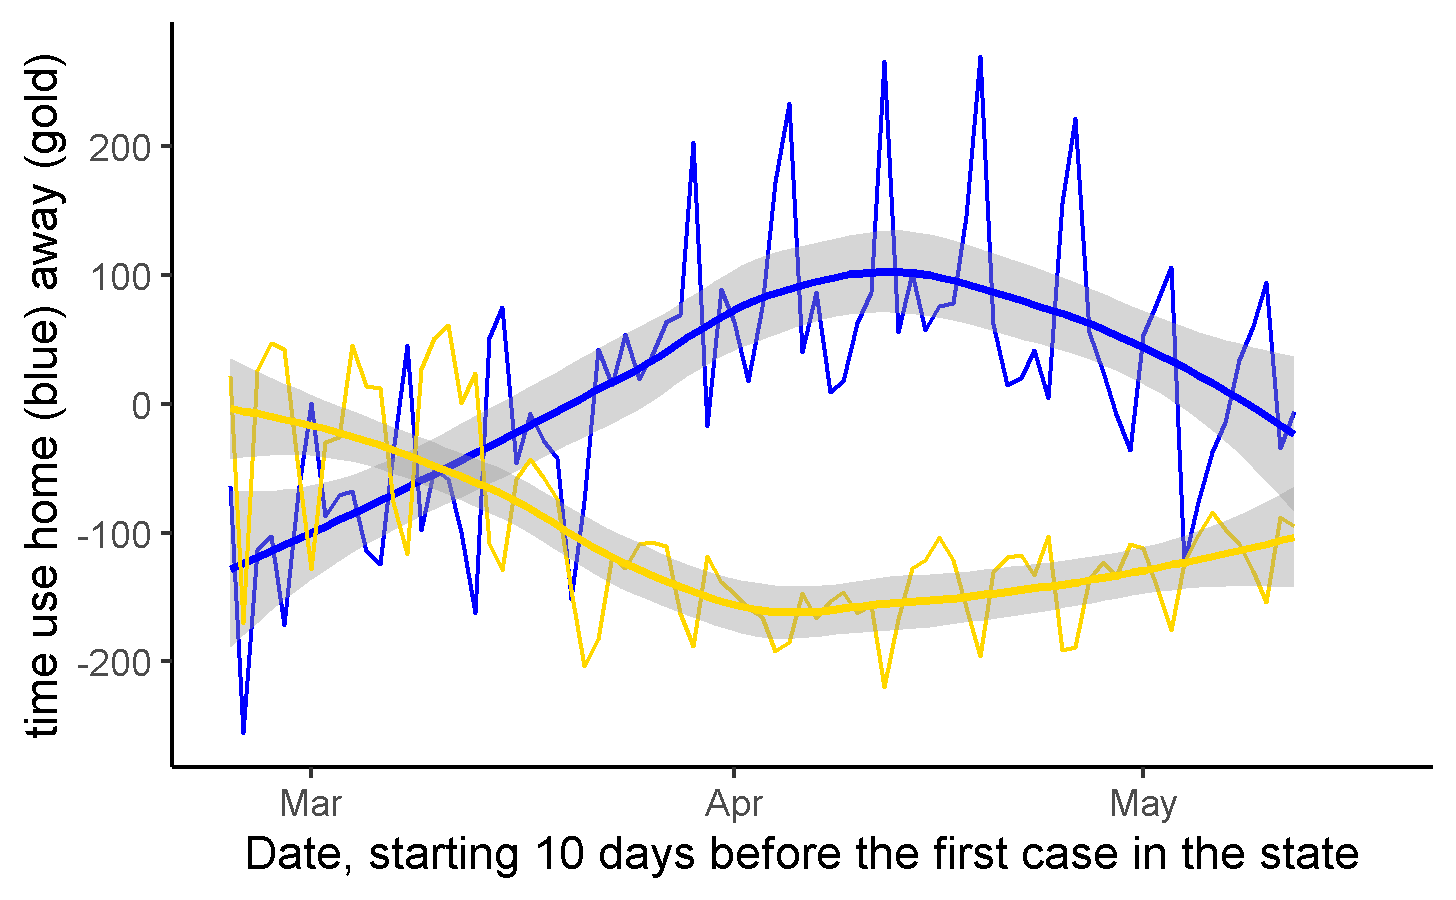 time use home (blue) away (gold)
200
100
0
-100
-200
Mar
Apr
May
Date, starting 10 days before the first case in the state